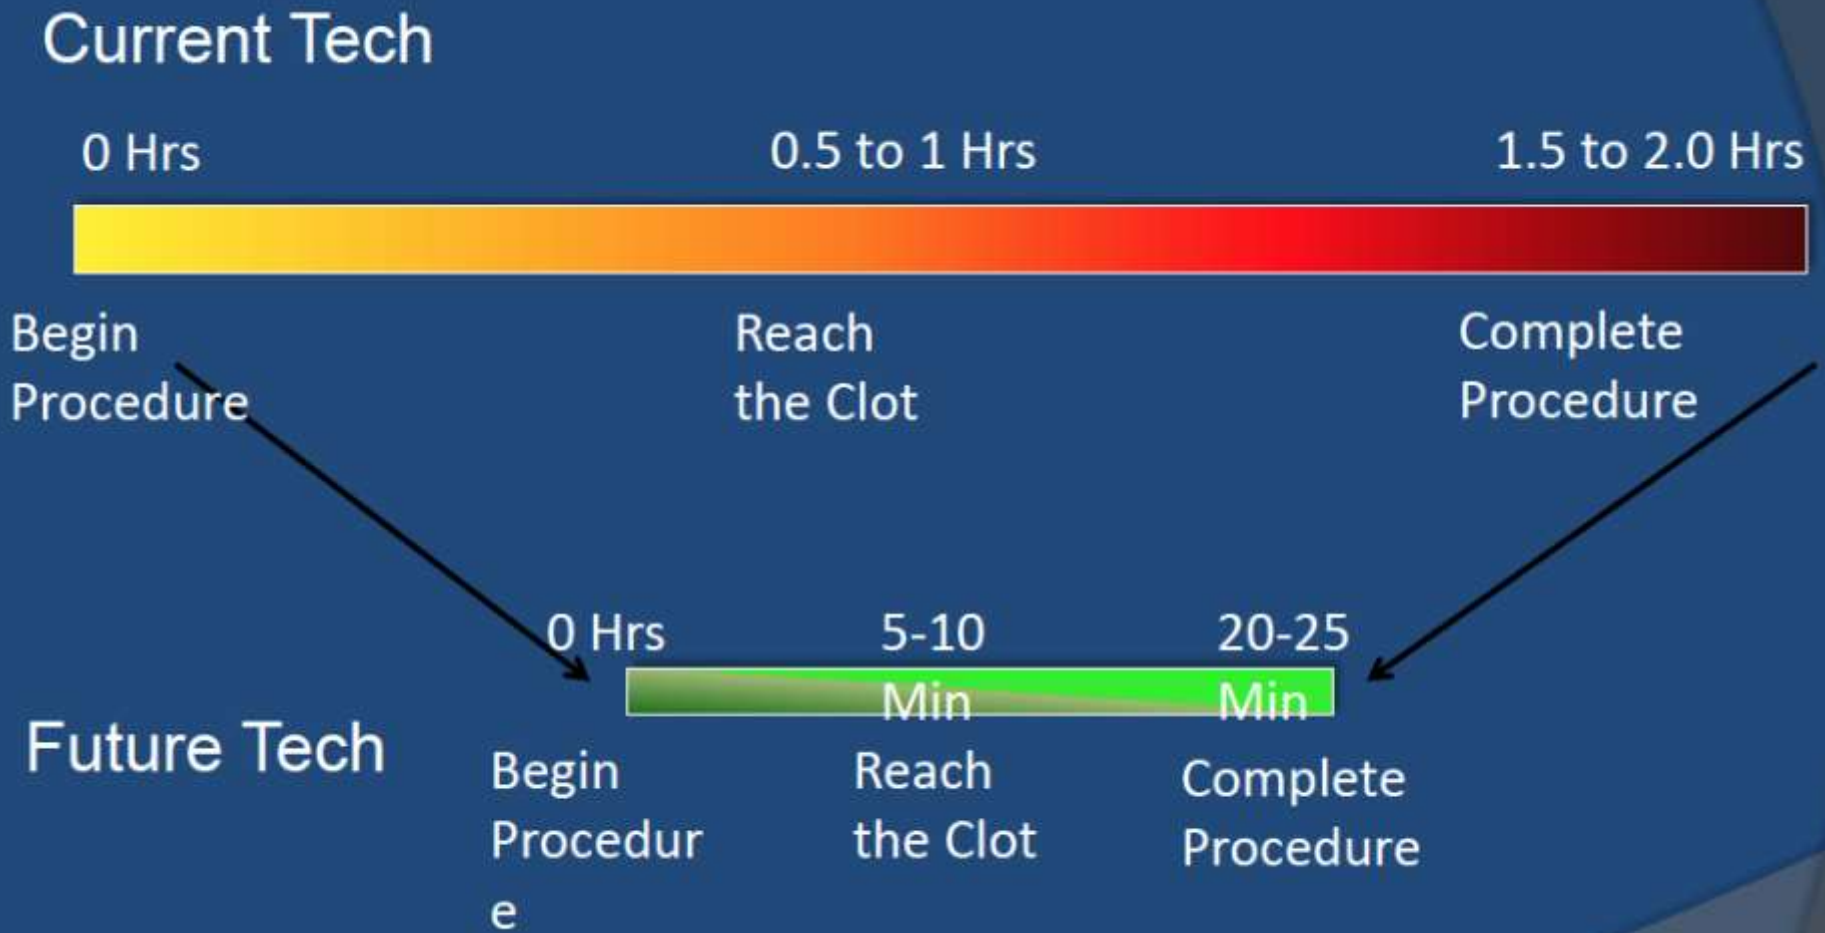 Current Tech
0 Hrs
0.5 to 1 Hrs
1.5 to 2.0 Hrs
Begin
Procedure
Reach
the Clot
Complete
Procedure
0 Hrs
5-10
Min
20-25
Min
Future Tech
Begin
Procedur
e
Reach
the Clot
Complete
Procedure